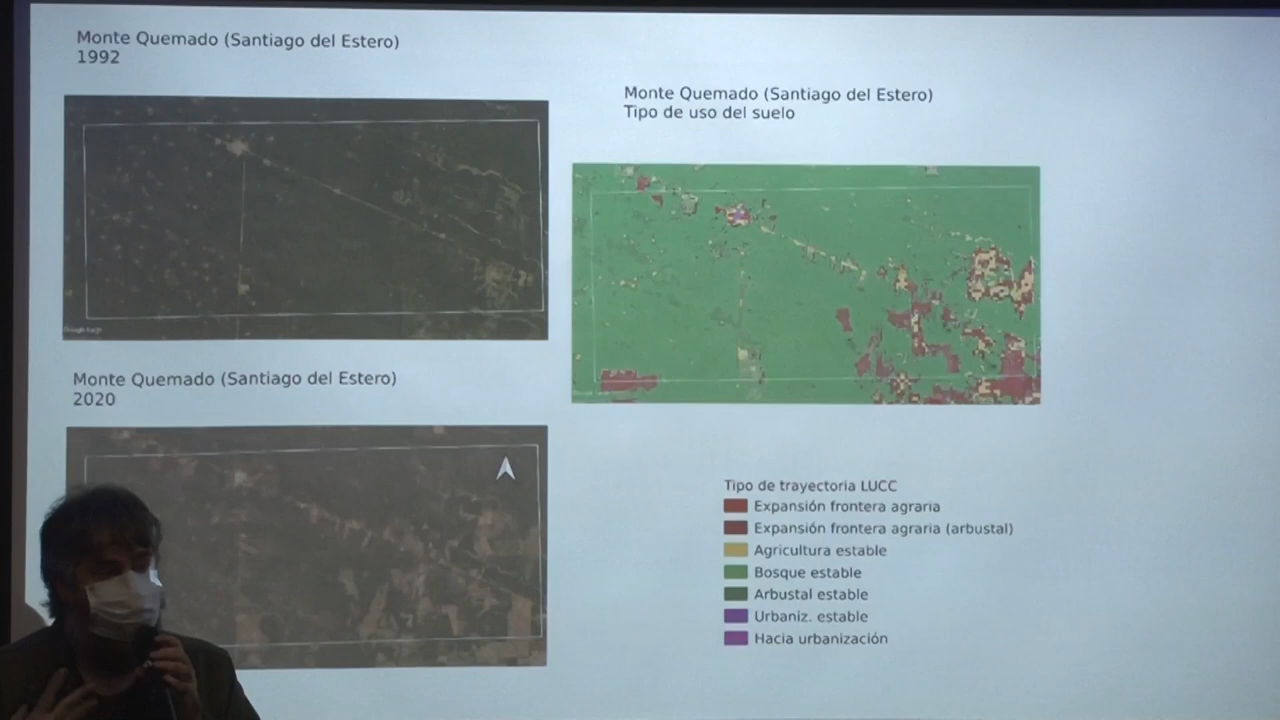 Monte Quemado (Santiago del Estero)
1992
Monte Quemado (Santiago del Estero)
Tipo de uso del suelo
Monte Quemado (Santiago del Estero)
2020
Tipo de trayectoria LUCC
Expansión frontera agraria
Expansión frontera agraria (arbustal)
Agricultura estable
Bosque estable
Arbustal estable
Urbaniz. estable
Hacia urbanización